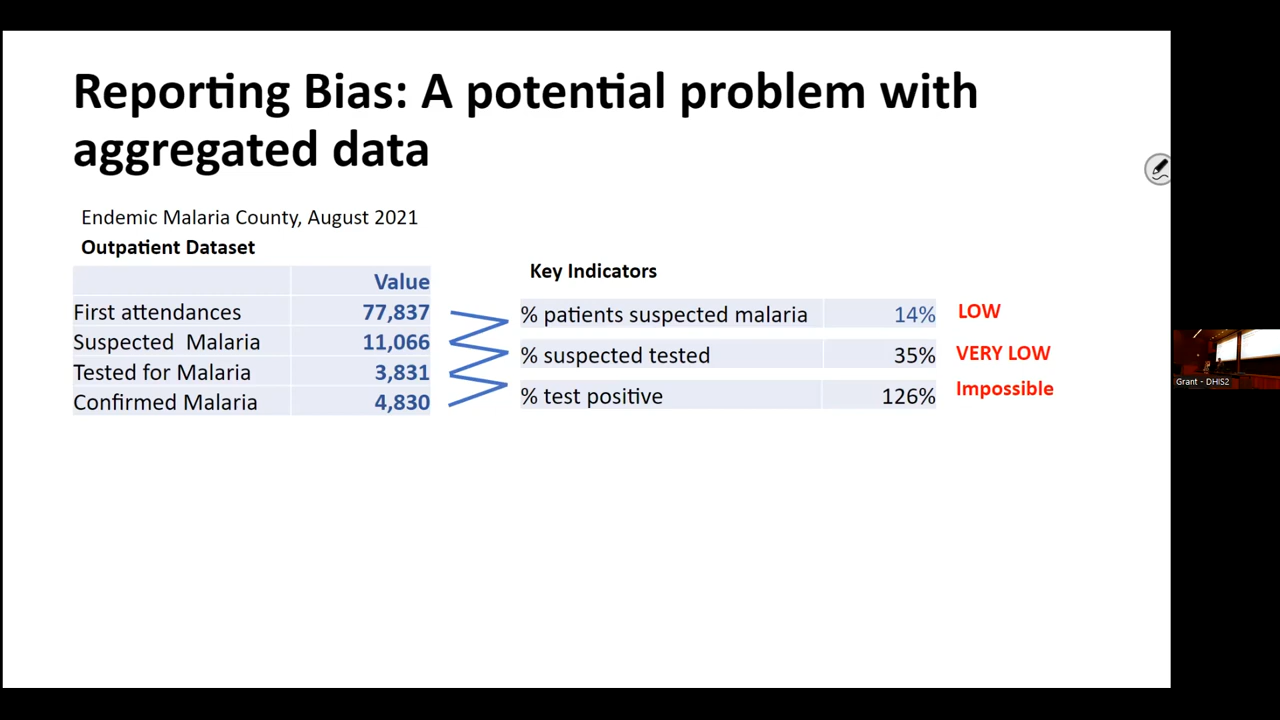 Reporting Bias: A potential problem with
aggregated data
Endemic Malaria County, August 2021
Outpatient Dataset
Value
First attendances 77,837
Suspected Malaria 11,066
Tested for Malaria 3,831
Confirmed Malaria 4,830
Key Indicators
% patients suspected malaria 14% LOW
% suspected tested 35% VERY LOW
% test positive 126% Impossible
Grant - DHIS2